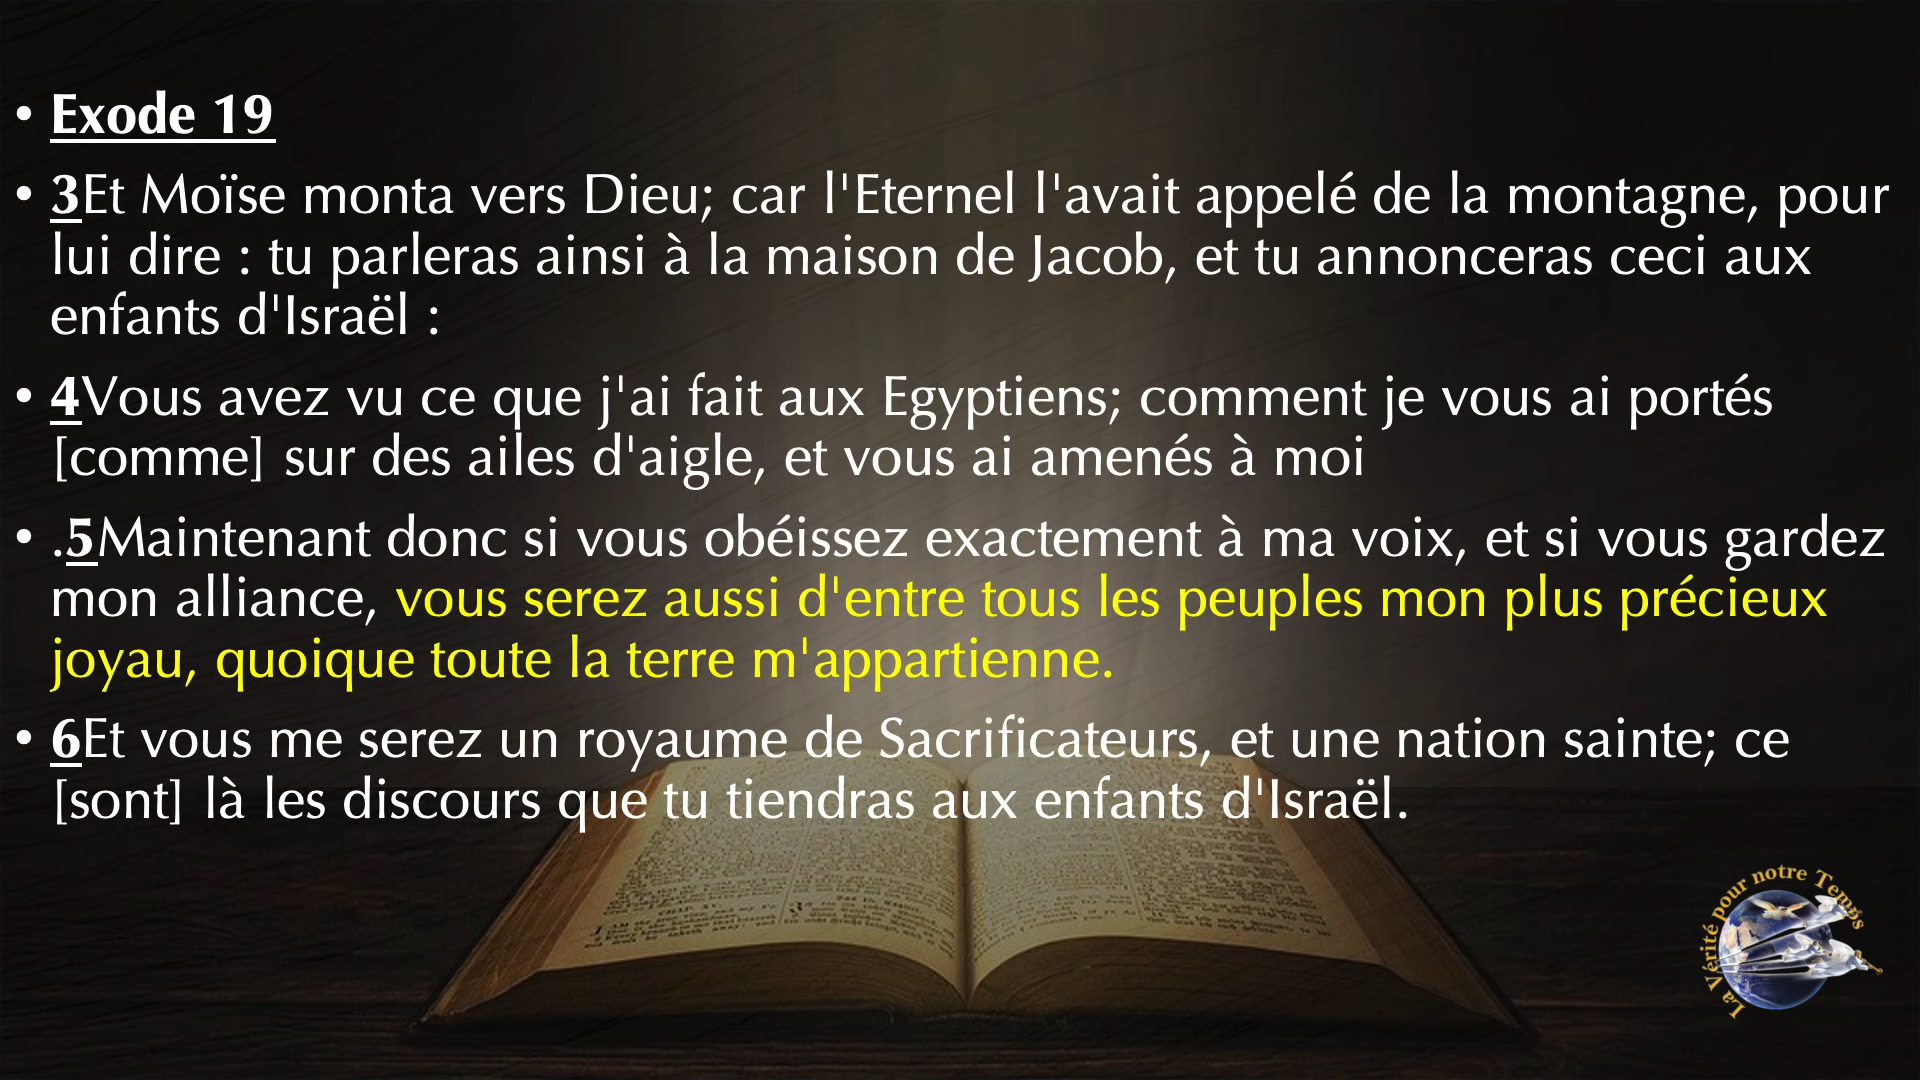 • Exode 19
• 3Et Moïse monta vers Dieu; car l'Eternel l'avait appelé de la montagne, pour
lui dire : tu parleras ainsi à la maison de Jacob, et tu annonceras ceci aux
enfants d'Israël :
• 4Vous avez vu ce que j'ai fait aux Egyptiens; comment je vous ai portés
[comme] sur des ailes d'aigle, et vous ai amenés à moi
• .5Maintenant donc si vous obéissez exactement à ma voix, et si vous gardez
mon alliance, vous serez aussi d'entre tous les peuples mon plus précieux
joyau, quoique toute la terre m'appartienne.
• 6Et vous me serez un royaume de Sacrificateurs, et une nation sainte; ce
[sont] là les discours que tu tiendras aux enfants d'Israël.
La Vérité pour notre Temps